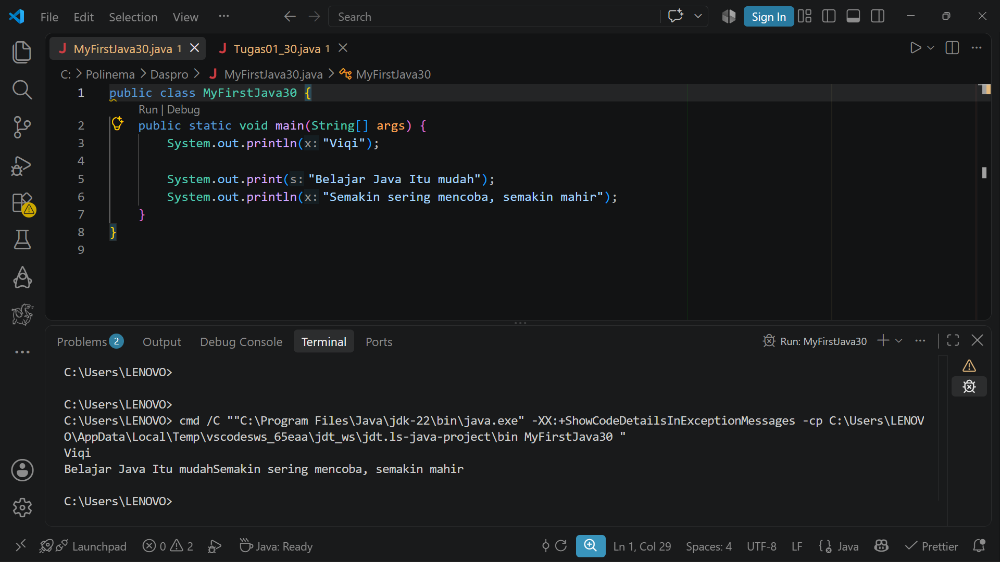 File Edit Selection View ··· Search Sign In
MyFirstJava30.java 1 Tugas01_30.java 1
C: > Polinema > Daspro > MyFirstJava30.java > MyFirstJava30
1 public class MyFirstJava30 {
Run | Debug
2 public static void main(String[] args) {
3 System.out.println(x: "Viqi");
4
5 System.out.print(s: "Belajar Java Itu mudah");
6 System.out.println(x: "Semakin sering mencoba, semakin mahir");
7 }
8 }
9
Problems 2 Output Debug Console Terminal Ports Run: MyFirstJava30
C:\Users\LENOVO>
C:\Users\LENOVO>
C:\Users\LENOVO> cmd /C ""C:\Program Files\Java\jdk-22\bin\java.exe" -XX:+ShowCodeDetailsInExceptionMessages -cp C:\Users\LENOV
O\AppData\Local\Temp\vscodesws_65eaa\jdt_ws\jdt.ls-java-project\bin MyFirstJava30 "
Viqi
Belajar Java Itu mudahSemakin sering mencoba, semakin mahir
C:\Users\LENOVO>
Launchpad 0 2 Java: Ready Ln 1, Col 29 Spaces: 4 UTF-8 LF Java Prettier